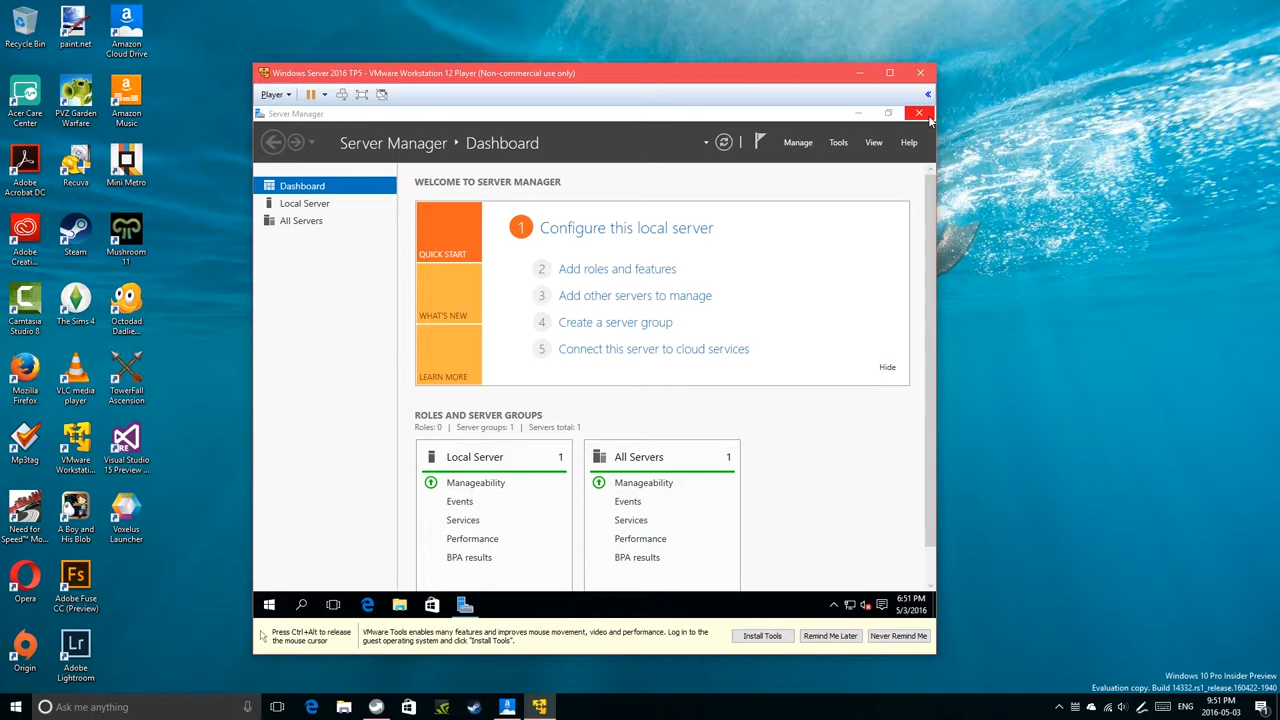 Recycle Bin
paint.net
Amazon
Cloud Drive
Acer Care
Center
PVZ Garden
Warfare
Amazon
Music
Adobe
Acrobat DC
Recuva
Mini Metro
Adobe
Creati...
Steam
Mushroom
11
Camtasia
Studio 8
The Sims 4
Octodad
Dadlie...
Mozilla
Firefox
VLC media
player
TowerFall
Ascension
Mp3tag
VMware
Workstati...
Visual Studio
15 Preview ...
Need for
Speed™ Mo...
A Boy and
His Blob
Voxelus
Launcher
Opera
Adobe Fuse
CC (Preview)
Origin
Adobe
Lightroom
Windows Server 2016 TP5 - VMware Workstation 12 Player (Non-commercial use only)
Player
Server Manager
Server Manager ‣ Dashboard
Manage Tools View Help
Dashboard
Local Server
All Servers
WELCOME TO SERVER MANAGER
QUICK START
WHAT'S NEW
LEARN MORE
1 Configure this local server
2 Add roles and features
3 Add other servers to manage
4 Create a server group
5 Connect this server to cloud services
Hide
ROLES AND SERVER GROUPS
Roles: 0 | Server groups: 1 | Servers total: 1
Local Server 1
Manageability
Events
Services
Performance
BPA results
All Servers 1
Manageability
Events
Services
Performance
BPA results
6:51 PM
5/3/2016
Press Ctrl+Alt to release
the mouse cursor
VMware Tools enables many features and improves mouse movement, video and performance. Log in to the
guest operating system and click "Install Tools".
Install Tools
Remind Me Later
Never Remind Me
Windows 10 Pro Insider Preview
Evaluation copy. Build 14332.rs1_release.160422-1940
Ask me anything
ENG
9:51 PM
2016-05-03
1